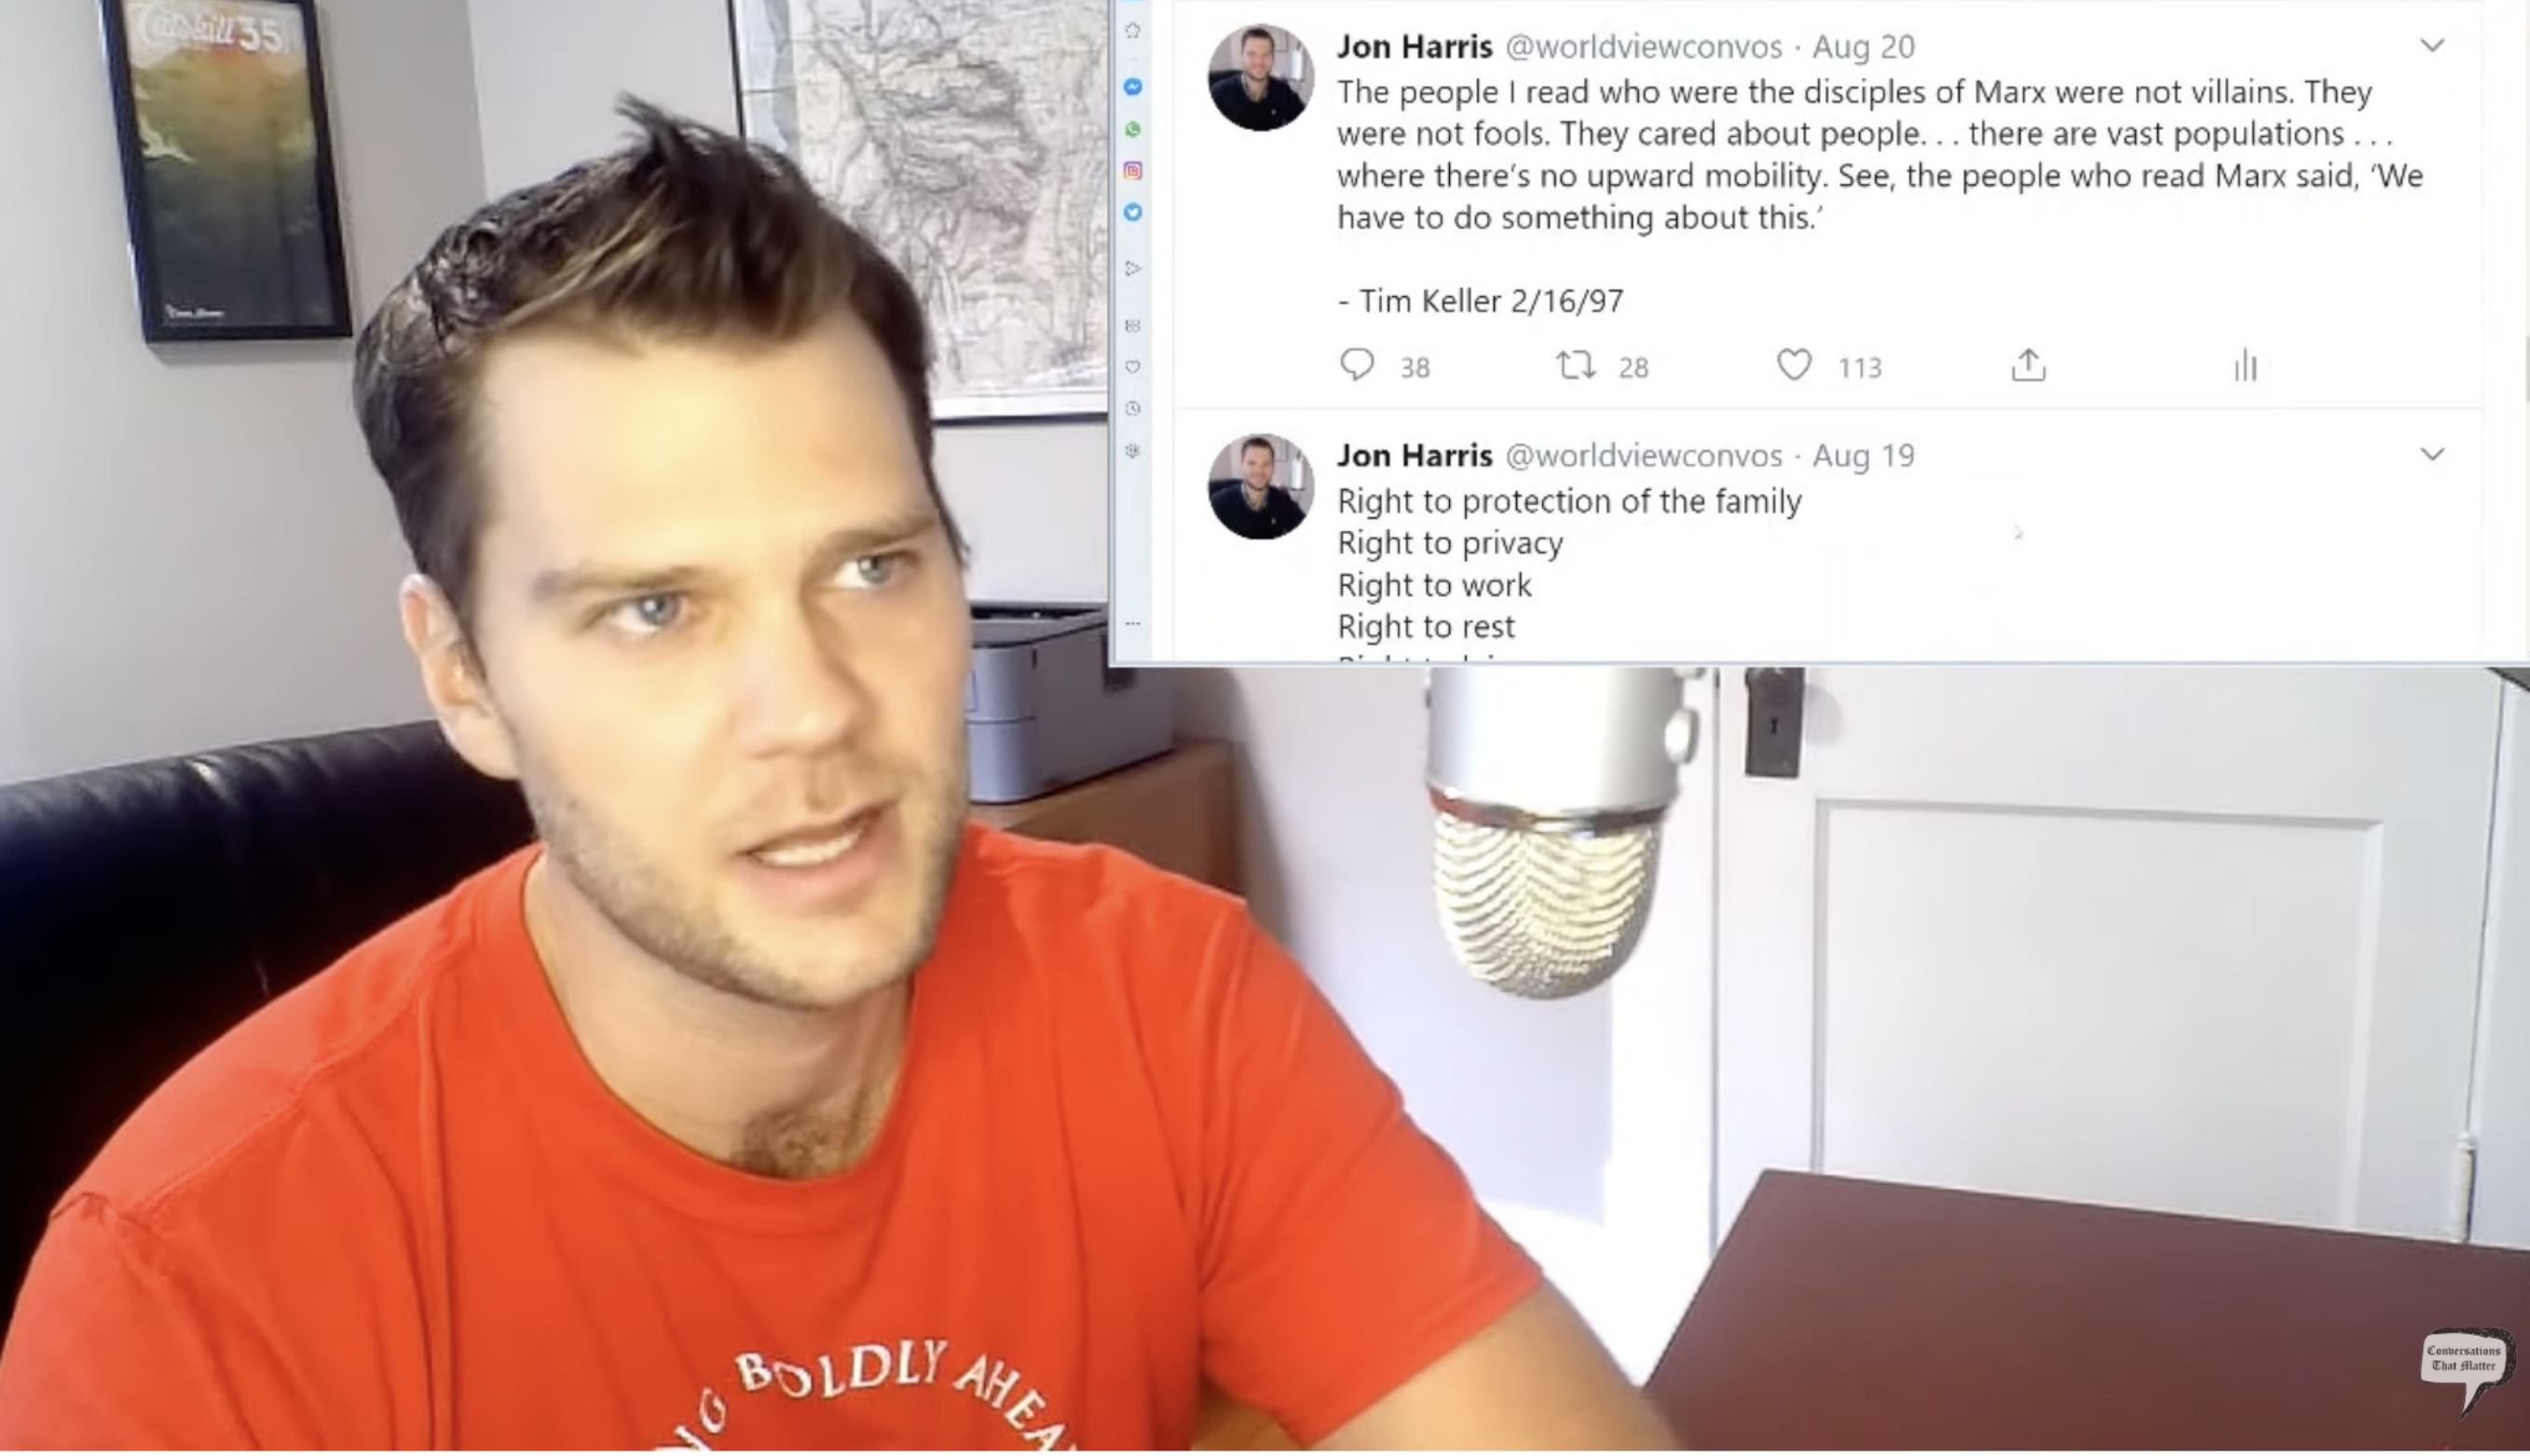 Catskill 35
Jon Harris @worldviewconvos · Aug 20
The people I read who were the disciples of Marx were not villains. They
were not fools. They cared about people. . . there are vast populations . . .
where there's no upward mobility. See, the people who read Marx said, ‘We
have to do something about this.’
- Tim Keller 2/16/97
38 28 113
Jon Harris @worldviewconvos · Aug 19
Right to protection of the family
Right to privacy
Right to work
Right to rest
BOLDLY AHEA
Conversations
That Matter